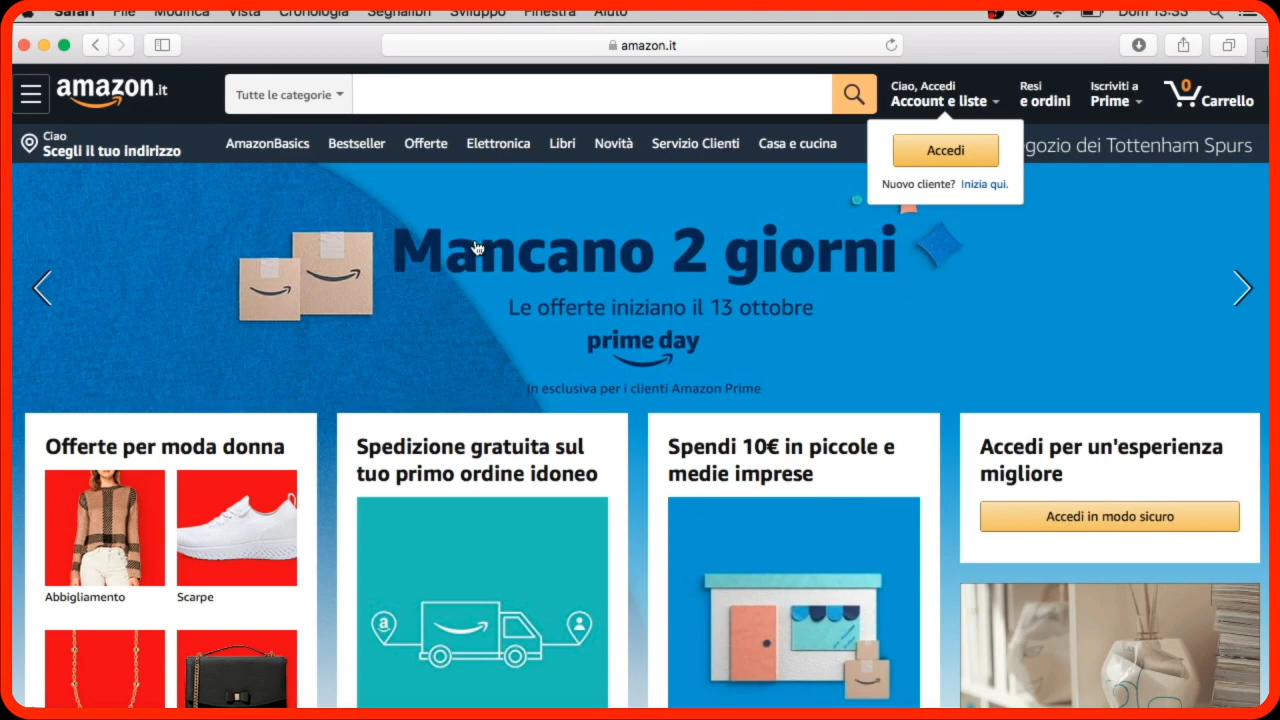 Safari File Modifica Vista Cronologia Segnalibri Sviluppo Finestra Aiuto Dom 13:33
amazon.it
amazon.it
Tutte le categorie
Ciao, Accedi
Account e liste
Resi
e ordini
Iscriviti a
Prime
0
Carrello
Ciao
Scegli il tuo indirizzo
AmazonBasics Bestseller Offerte Elettronica Libri Novità Servizio Clienti Casa e cucina
gozio dei Tottenham Spurs
Accedi
Nuovo cliente? Inizia qui.
Mancano 2 giorni
Le offerte iniziano il 13 ottobre
prime day
In esclusiva per i clienti Amazon Prime
Offerte per moda donna
Abbigliamento
Scarpe
Spedizione gratuita sul
tuo primo ordine idoneo
a
Spendi 10€ in piccole e
medie imprese
Accedi per un'esperienza
migliore
Accedi in modo sicuro